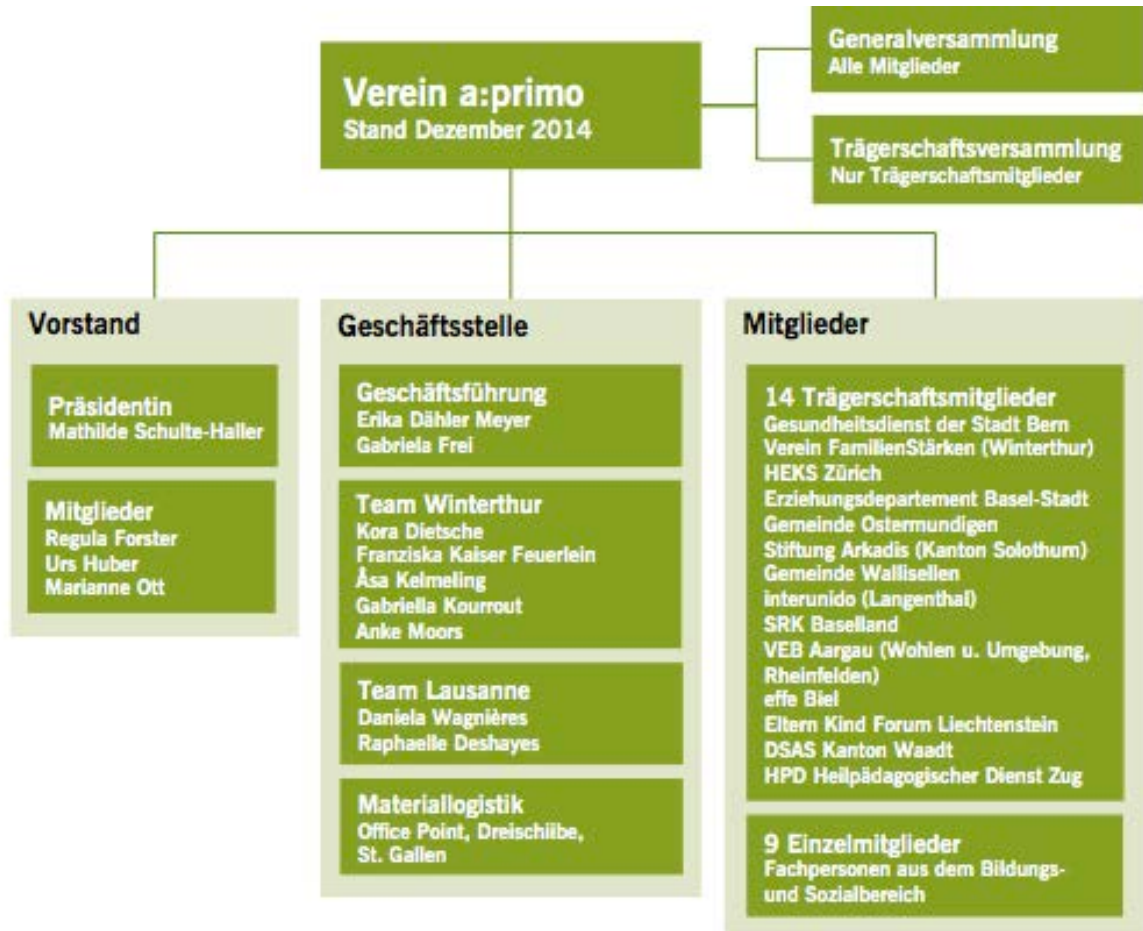 Verein a:primo
Stand Dezember 2014
Generalversammlung
Alle Mitglieder
Trägerschaftsversammlung
Nur Trägerschaftsmitglieder
Vorstand
Präsidentin
Mathilde Schulte-Haller
Mitglieder
Regula Forster
Urs Huber
Marianne Ott
Geschäftsstelle
Geschäftsführung
Erika Dähler Meyer
Gabriela Frei
Team Winterthur
Kora Dietsche
Franziska Kaiser Feuerlein
Åsa Kelmeling
Gabriella Kourrout
Anke Moors
Team Lausanne
Daniela Wagnières
Raphaelle Deshayes
Materiallogistik
Office Point, Dreischiibe,
St. Gallen
Mitglieder
14 Trägerschaftsmitglieder
Gesundheitsdienst der Stadt Bern
Verein FamilienStärken (Winterthur)
HEKS Zürich
Erziehungsdepartement Basel-Stadt
Gemeinde Ostermundigen
Stiftung Arkadis (Kanton Solothurn)
Gemeinde Wallisellen
interunido (Langenthal)
SRK Baselland
VEB Aargau (Wohlen u. Umgebung,
Rheinfelden)
effe Biel
Eltern Kind Forum Liechtenstein
DSAS Kanton Waadt
HPD Heilpädagogischer Dienst Zug
9 Einzelmitglieder
Fachpersonen aus dem Bildungs-
und Sozialbereich